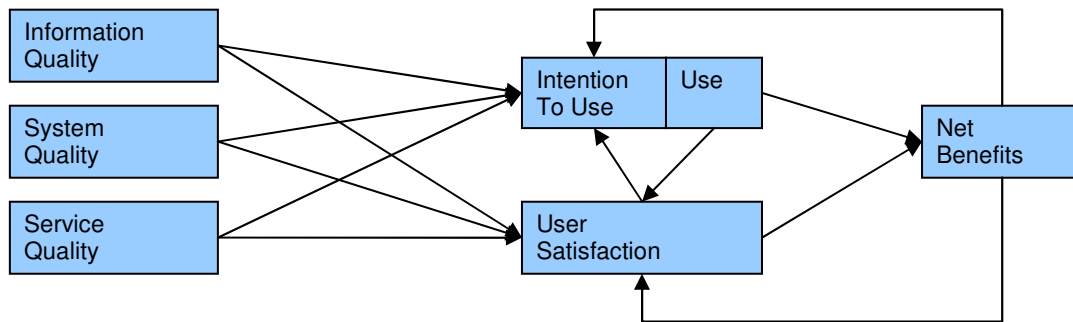 Information
Quality
System
Quality
Service
Quality
Intention
To Use
Use
User
Satisfaction
Net
Benefits